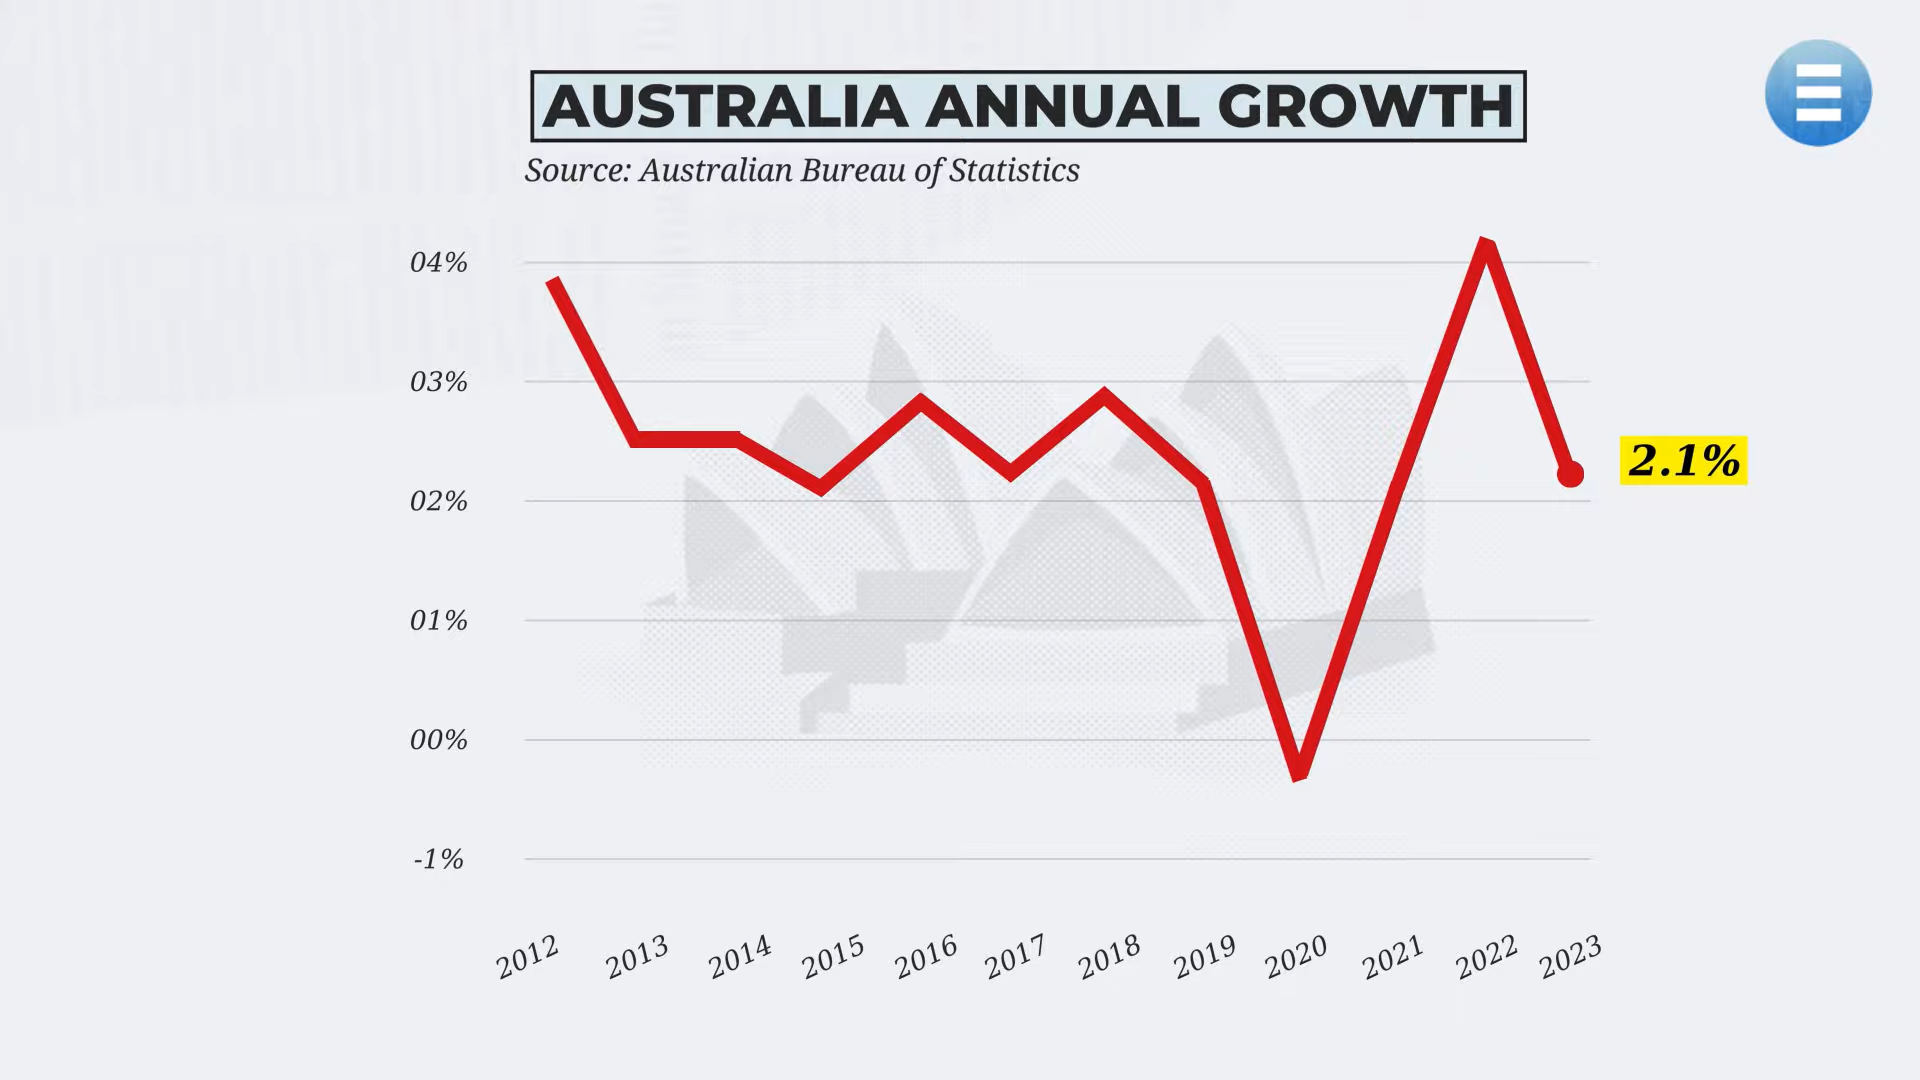 AUSTRALIA ANNUAL GROWTH
Source: Australian Bureau of Statistics
04%
03%
2.1%
02%
01%
00%
-1%
2012 2013 2014 2015 2016 2017 2018 2019 2020 2021 2022 2023